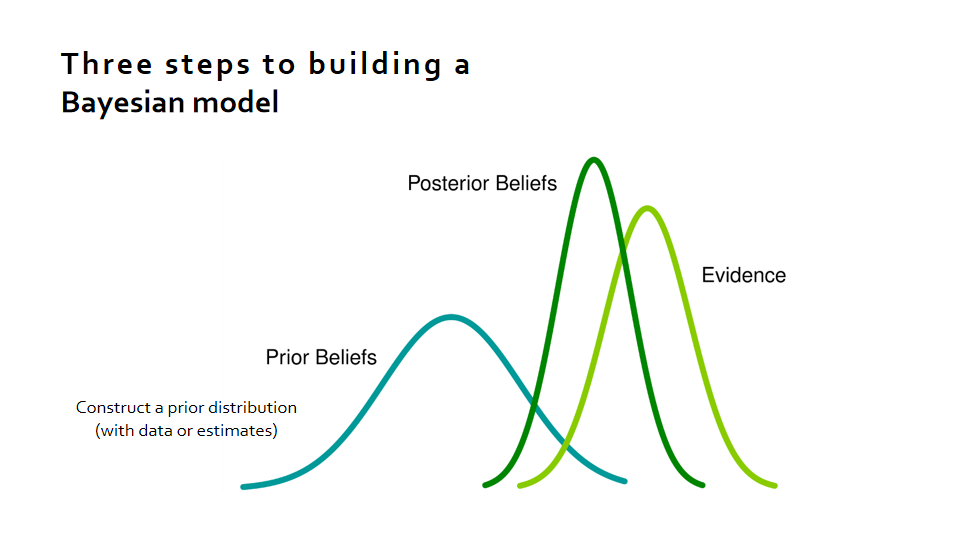 Three steps to building a
Bayesian model
Posterior Beliefs
Evidence
Prior Beliefs
Construct a prior distribution
(with data or estimates)